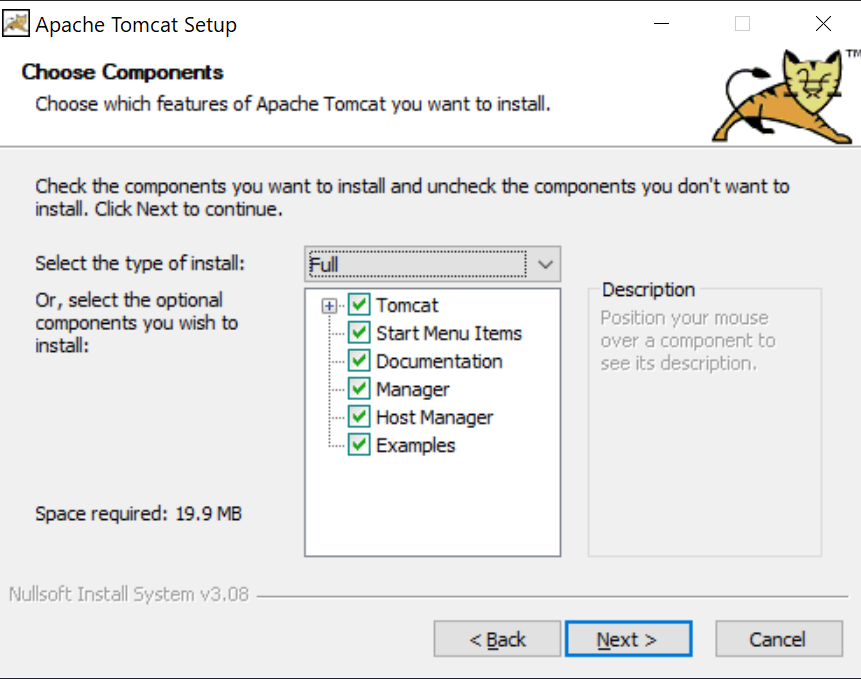 Apache Tomcat Setup
Choose Components
Choose which features of Apache Tomcat you want to install.
TM
Check the components you want to install and uncheck the components you don't want to
install. Click Next to continue.
Select the type of install:
Full
Or, select the optional
components you wish to
install:
Tomcat
Start Menu Items
Documentation
Manager
Host Manager
Examples
Description
Position your mouse
over a component to
see its description.
Space required: 19.9 MB
Nullsoft Install System v3.08
< Back
Next >
Cancel